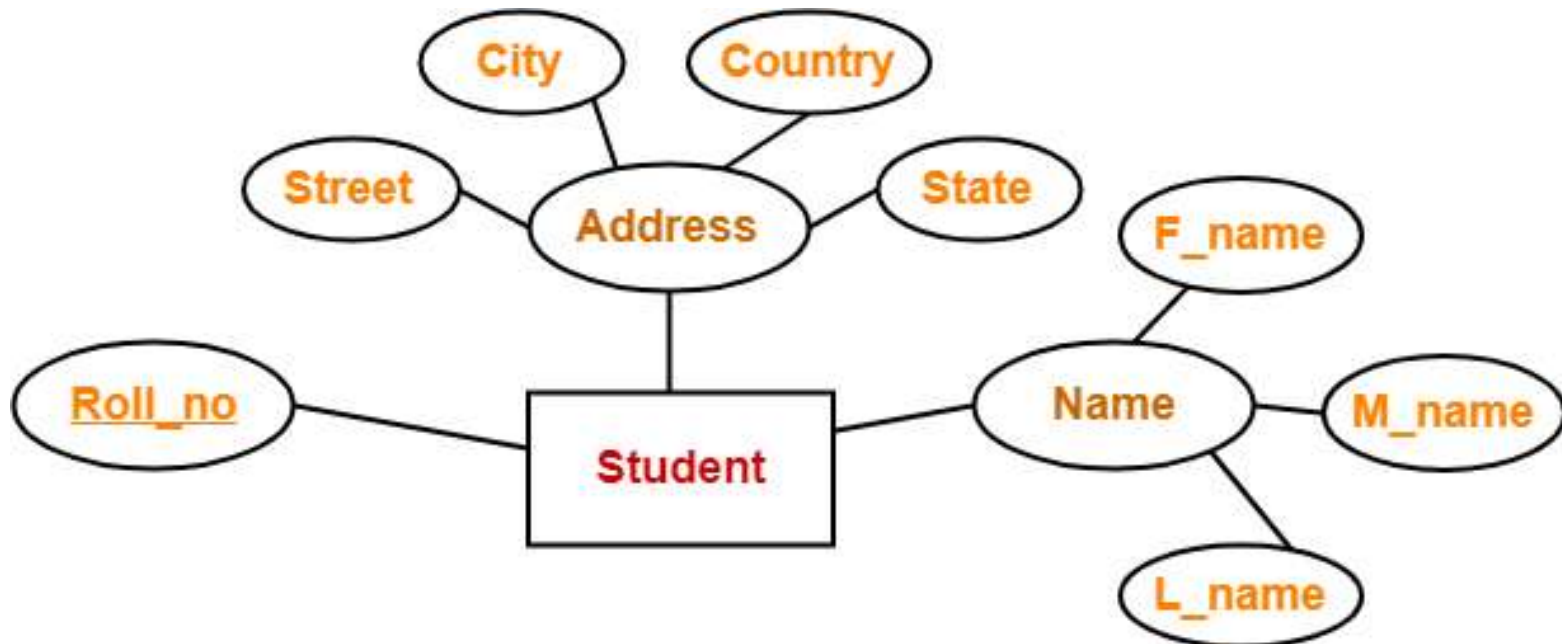 City
Country
Street
Address
State
F_name
Roll_no
Name
M_name
Student
L_name